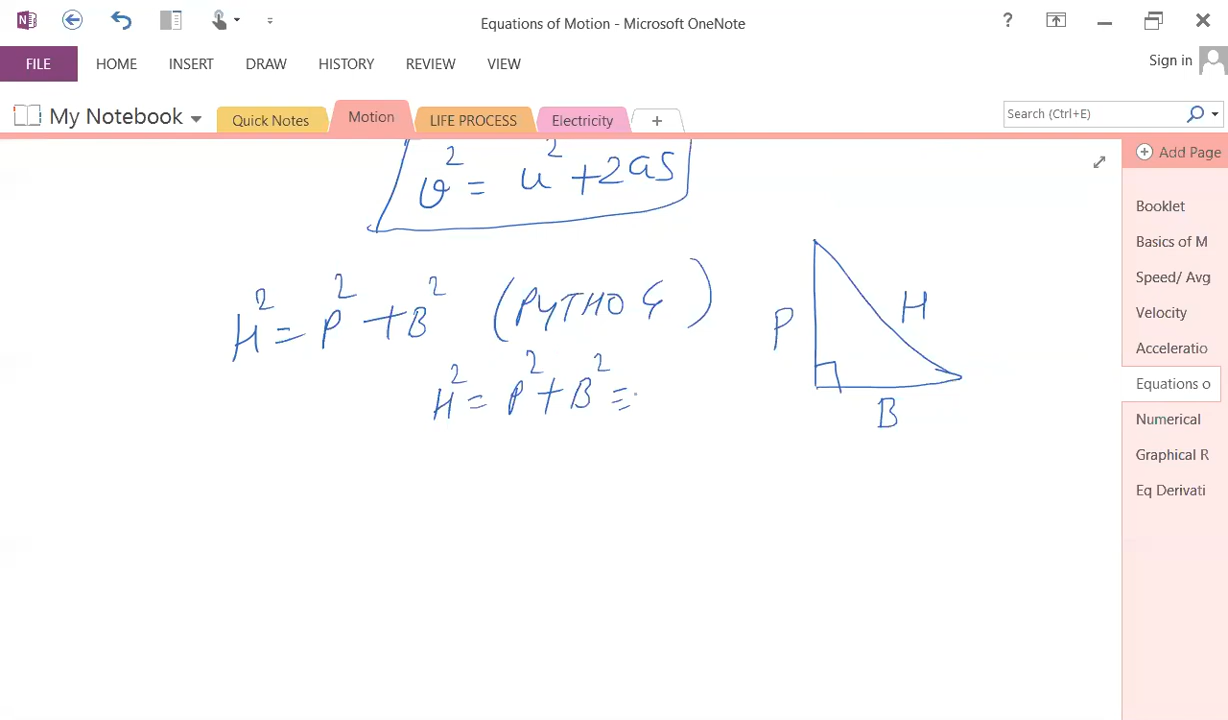 Equations of Motion - Microsoft OneNote
?
FILE HOME INSERT DRAW HISTORY REVIEW VIEW
Sign in
My Notebook
Quick Notes Motion LIFE PROCESS Electricity +
Search (Ctrl+E)
Add Page
Booklet
Basics of M
Speed/ Avg
Velocity
Acceleratio
Equations o
Numerical
Graphical R
Eq Derivati
v² = u² + 2as
H² = P² + B² (PYTHO G )
H² = P² + B² =
P
H
B